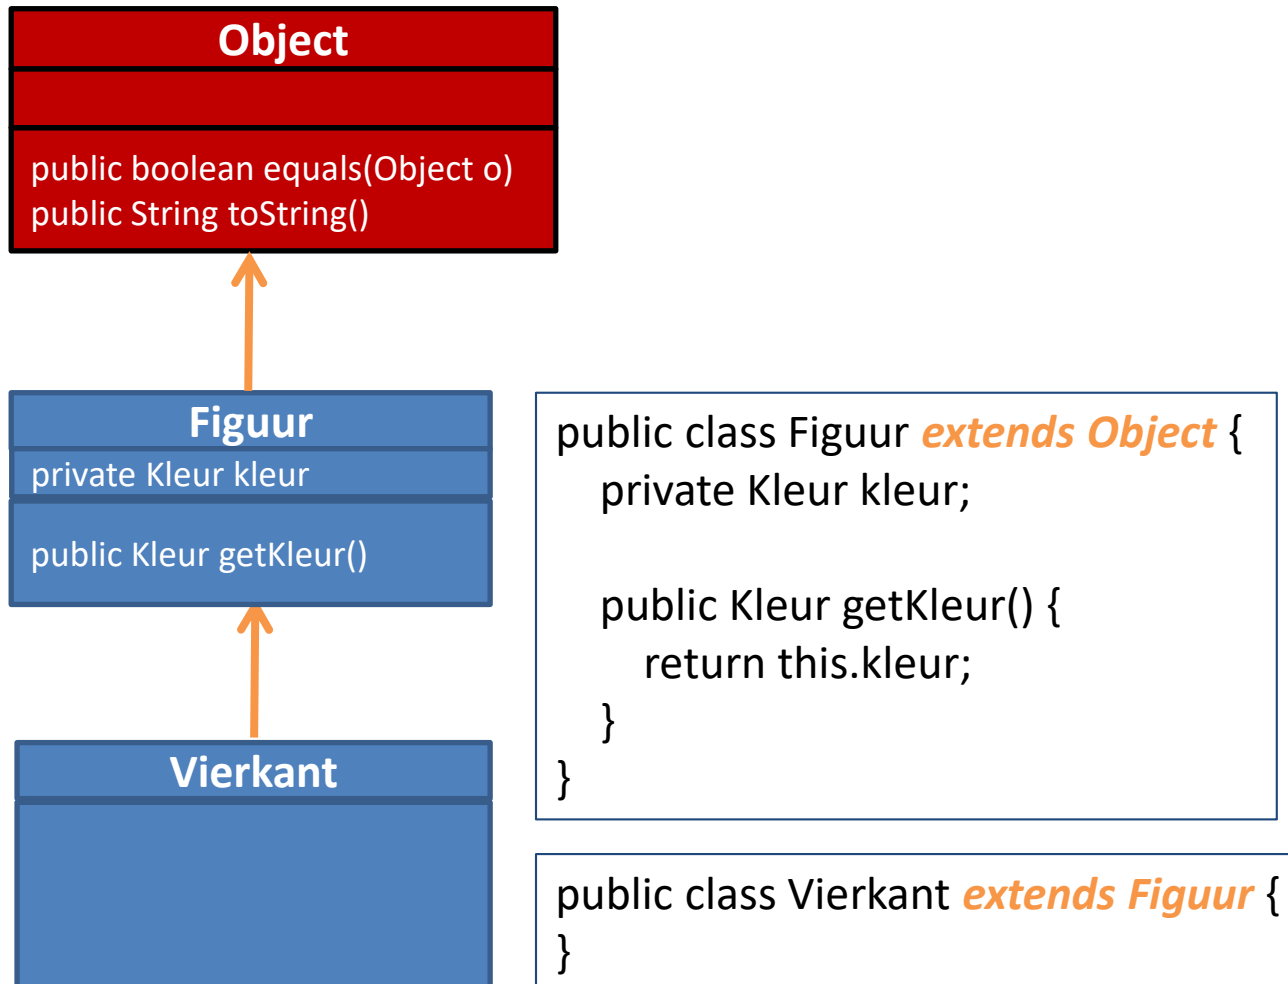 Object
public boolean equals(Object o)
public String toString()
Figuur
private Kleur kleur
public Kleur getKleur()
public class Figuur extends Object {
private Kleur kleur;
public Kleur getKleur() {
return this.kleur;
}
}
Vierkant
public class Vierkant extends Figuur {
}